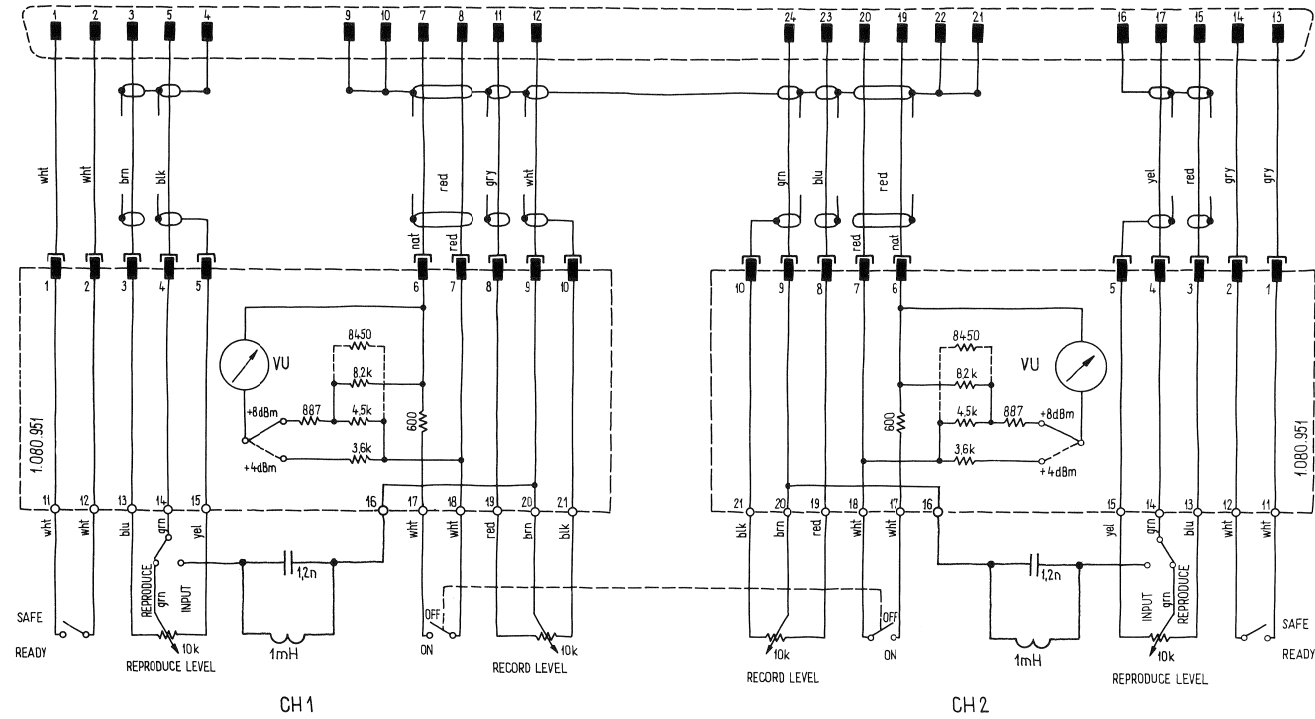 1 2 3 5 4 9 10 7 8 11 12 24 23 20 19 22 21 16 17 15 14 13
wht wht brn blk red gry wht grn blu red yel red gry gry
nat red red nat
1 2 3 4 5 6 7 8 9 10 10 9 8 7 6 5 4 3 2 1
8450 8450
VU 8,2k 8,2k VU
+8dBm 887 4,5k 600 600 4,5k 887 +8dBm
+4dBm 3,6k 3,6k +4dBm
1.080.951 1.080.951
11 12 13 14 15 16 17 18 19 20 21 21 20 19 18 17 16 15 14 13 12 11
wht wht blu grn yel wht wht red brn blk blk brn red wht wht yel grn blu wht wht
1,2n 1,2n
REPRODUCE grn INPUT INPUT grn REPRODUCE
OFF OFF
SAFE SAFE
READY 10k 1mH ON 10k 10k ON 1mH 10k READY
REPRODUCE LEVEL RECORD LEVEL RECORD LEVEL REPRODUCE LEVEL
CH1 CH2